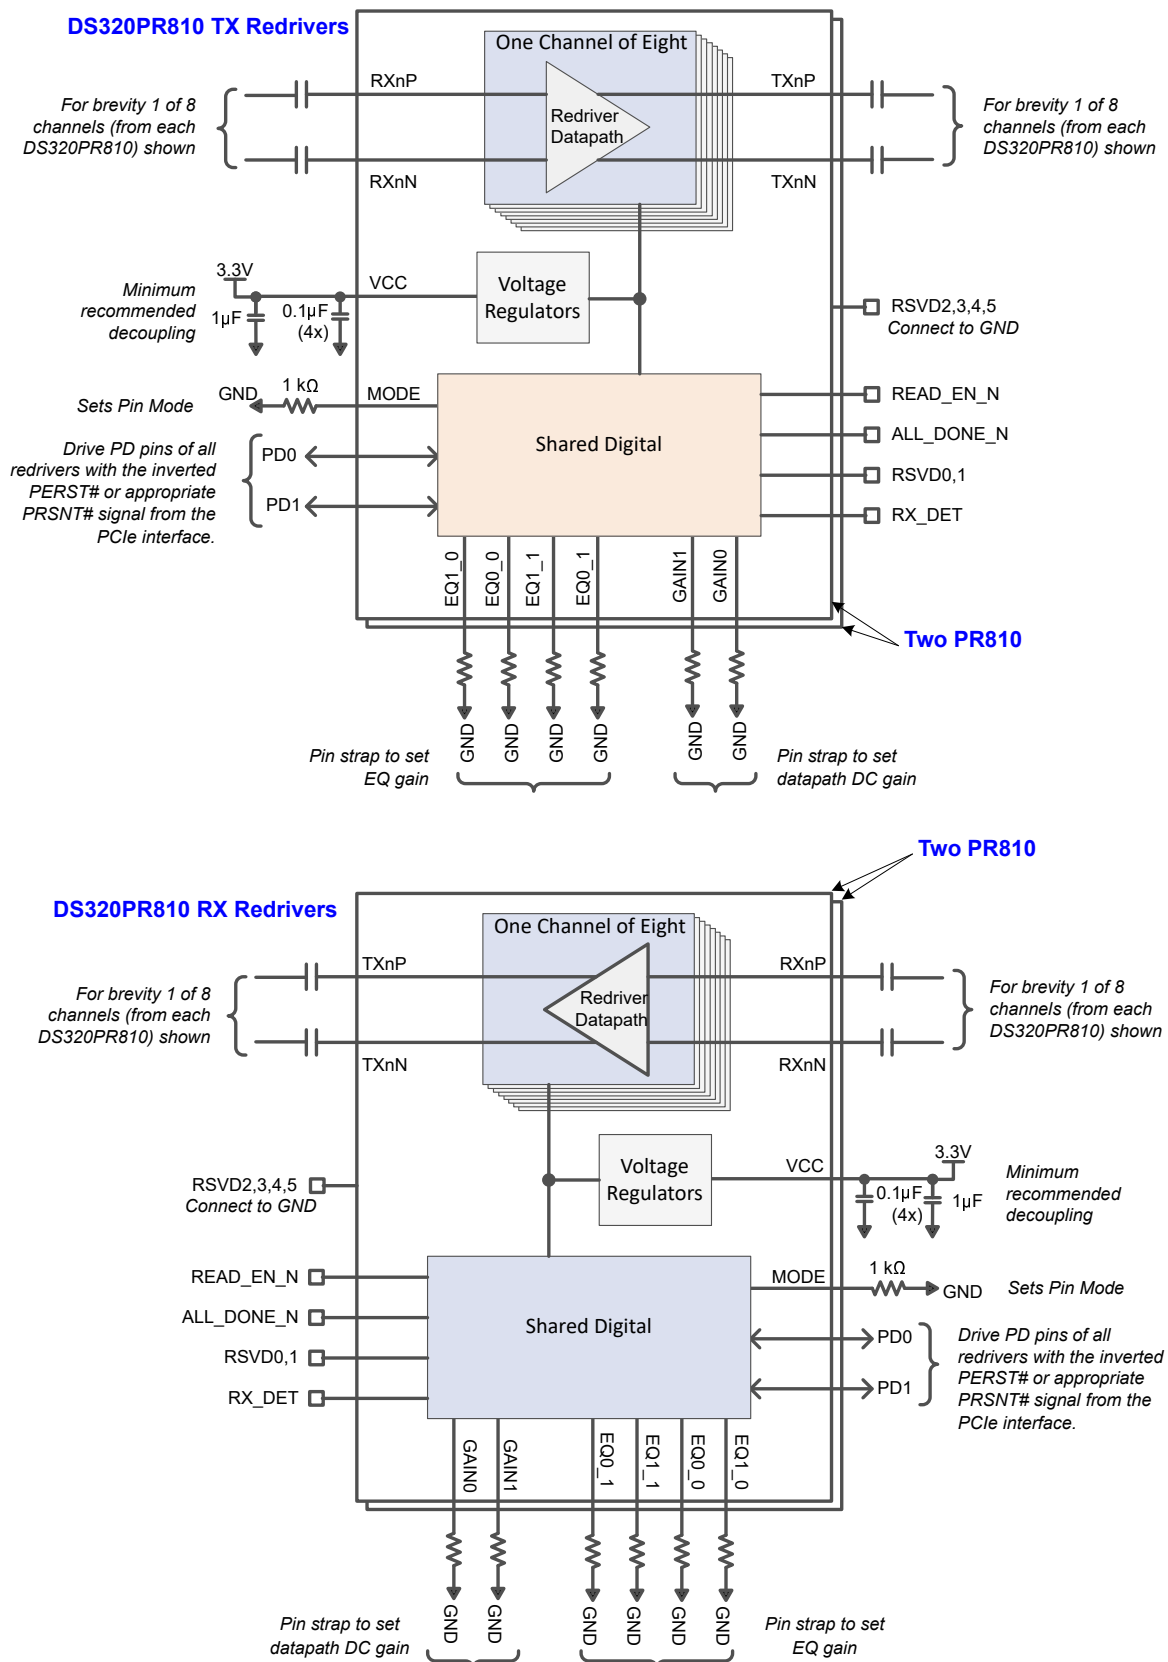 DS320PR810 TX Redrivers
One Channel of Eight
RXnP
TXnP
For brevity 1 of 8
channels (from each
DS320PR810) shown
Redriver
Datapath
For brevity 1 of 8
channels (from each
DS320PR810) shown
RXnN
TXnN
3.3V
VCC
Voltage
Regulators
Minimum
recommended
decoupling
1µF
0.1µF
(4x)
RSVD2,3,4,5
Connect to GND
Sets Pin Mode
GND
1 kΩ
MODE
READ_EN_N
Shared Digital
ALL_DONE_N
Drive PD pins of all
redrivers with the inverted
PERST# or appropriate
PRSNT# signal from the
PCIe interface.
PD0
PD1
RSVD0,1
RX_DET
EQ1_0
EQ0_0
EQ1_1
EQ0_1
GAIN1
GAIN0
Two PR810
GND
GND
GND
GND
GND
GND
Pin strap to set
EQ gain
Pin strap to set
datapath DC gain
Two PR810
DS320PR810 RX Redrivers
One Channel of Eight
TXnP
RXnP
For brevity 1 of 8
channels (from each
DS320PR810) shown
Redriver
Datapath
For brevity 1 of 8
channels (from each
DS320PR810) shown
TXnN
RXnN
Voltage
Regulators
VCC
3.3V
0.1µF
(4x)
1µF
Minimum
recommended
decoupling
RSVD2,3,4,5
Connect to GND
READ_EN_N
MODE
1 kΩ
GND
Sets Pin Mode
ALL_DONE_N
Shared Digital
RSVD0,1
RX_DET
PD0
PD1
Drive PD pins of all
redrivers with the inverted
PERST# or appropriate
PRSNT# signal from the
PCIe interface.
GAIN0
GAIN1
EQ0_1
EQ1_1
EQ0_0
EQ1_0
GND
GND
GND
GND
GND
GND
Pin strap to set
datapath DC gain
Pin strap to set
EQ gain